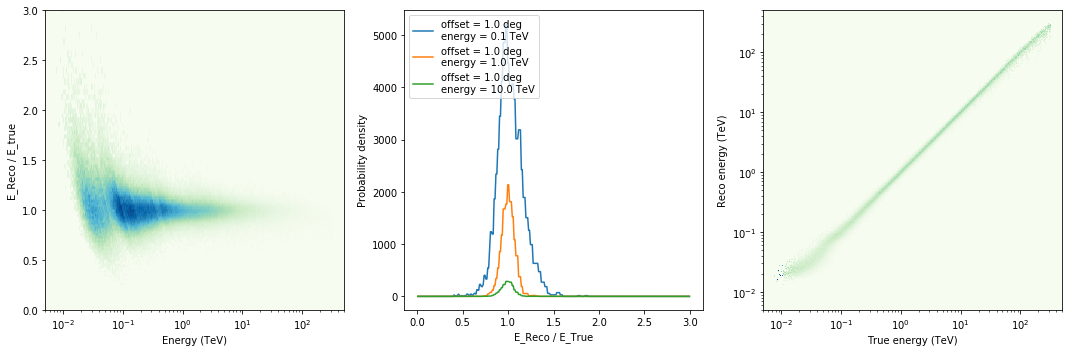 3.0
2.5
2.0
1.5
1.0
0.5
0.0
E_Reco / E_true
10⁻² 10⁻¹ 10⁰ 10¹ 10²
Energy (TeV)
offset = 1.0 deg
energy = 0.1 TeV
offset = 1.0 deg
energy = 1.0 TeV
offset = 1.0 deg
energy = 10.0 TeV
5000
4000
3000
2000
1000
0
Probability density
0.0 0.5 1.0 1.5 2.0 2.5 3.0
E_Reco / E_True
10²
10¹
10⁰
10⁻¹
10⁻²
Reco energy (TeV)
10⁻² 10⁻¹ 10⁰ 10¹ 10²
True energy (TeV)